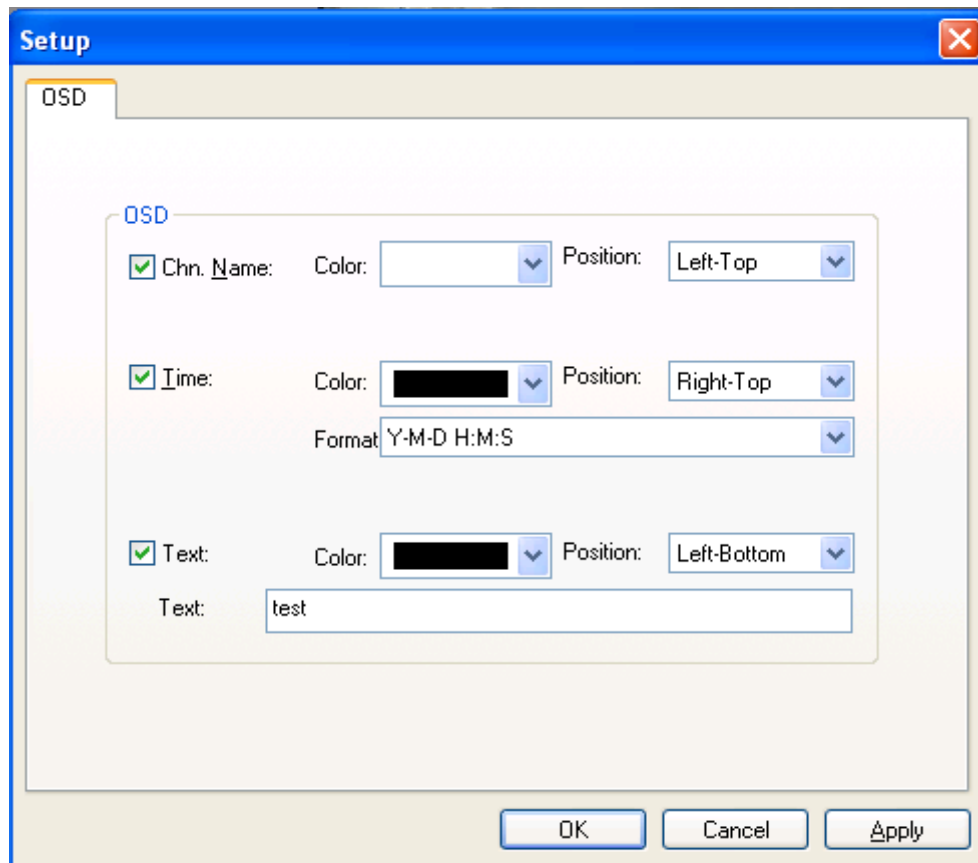 Setup
OSD
OSD
Chn. Name: Color: Position: Left-Top
Time: Color: Position: Right-Top
Format Y-M-D H:M:S
Text: Color: Position: Left-Bottom
Text: test
OK Cancel Apply